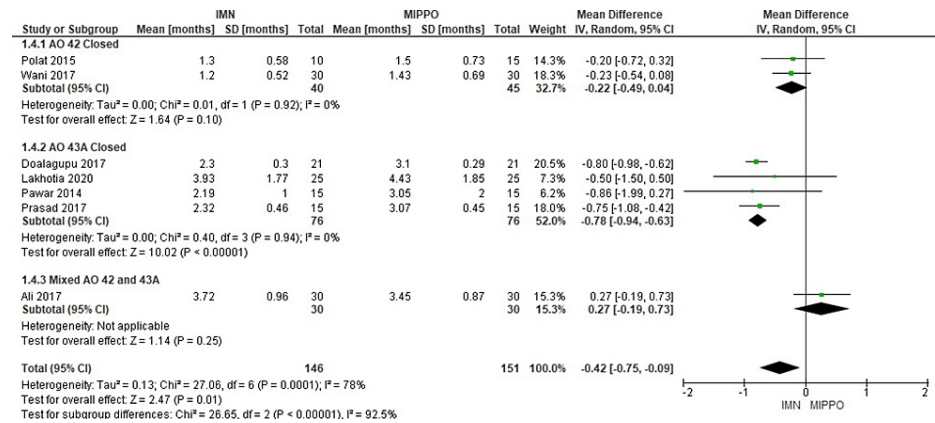 IMN MIPPO Mean Difference Mean Difference
Study or Subgroup Mean [months] SD [months] Total Mean [months] SD [months] Total Weight IV, Random, 95% CI IV, Random, 95% CI
1.4.1 AO 42 Closed
Polat 2015 1.3 0.58 10 1.5 0.73 15 14.3% -0.20 [-0.72, 0.32]
Wani 2017 1.2 0.52 30 1.43 0.69 30 18.3% -0.23 [-0.54, 0.08]
Subtotal (95% CI) 40 45 32.7% -0.22 [-0.49, 0.04]
Heterogeneity: Tau² = 0.00; Chi² = 0.01, df = 1 (P = 0.92); I² = 0%
Test for overall effect: Z = 1.64 (P = 0.10)
1.4.2 AO 43A Closed
Doalagupu 2017 2.3 0.3 21 3.1 0.29 21 20.5% -0.80 [-0.98, -0.62]
Lakhotia 2020 3.93 1.77 25 4.43 1.85 25 7.3% -0.50 [-1.50, 0.50]
Pawar 2014 2.19 1 15 3.05 2 15 6.2% -0.86 [-1.99, 0.27]
Prasad 2017 2.32 0.46 15 3.07 0.45 15 18.0% -0.75 [-1.08, -0.42]
Subtotal (95% CI) 76 76 52.0% -0.78 [-0.94, -0.63]
Heterogeneity: Tau² = 0.00; Chi² = 0.40, df = 3 (P = 0.94); I² = 0%
Test for overall effect: Z = 10.02 (P < 0.00001)
1.4.3 Mixed AO 42 and 43A
Ali 2017 3.72 0.96 30 3.45 0.87 30 15.3% 0.27 [-0.19, 0.73]
Subtotal (95% CI) 30 30 15.3% 0.27 [-0.19, 0.73]
Heterogeneity: Not applicable
Test for overall effect: Z = 1.14 (P = 0.25)
Total (95% CI) 146 151 100.0% -0.42 [-0.75, -0.09]
Heterogeneity: Tau² = 0.13; Chi² = 27.06, df = 6 (P = 0.0001); I² = 78%
Test for overall effect: Z = 2.47 (P = 0.01)
Test for subgroup differences: Chi² = 26.65, df = 2 (P < 0.00001), I² = 92.5%
-2 -1 0 1 2
IMN MIPPO